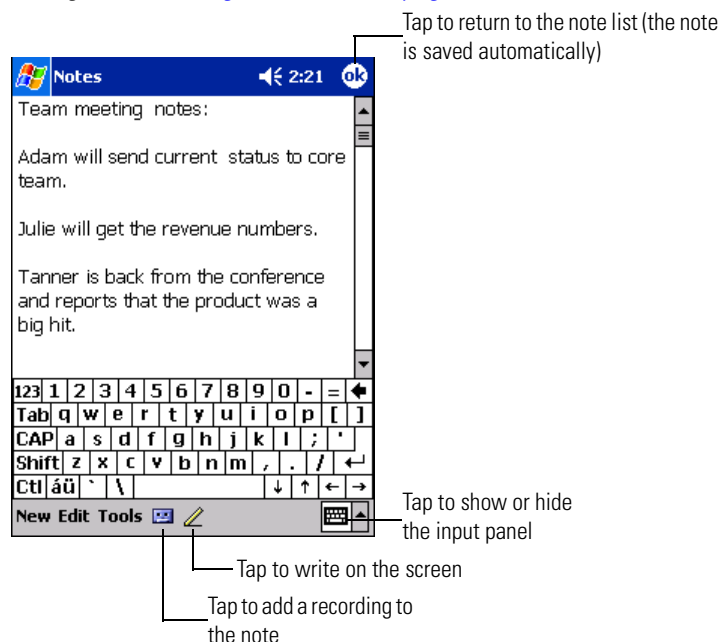 Tap to return to the note list (the note
is saved automatically)
Notes 2:21 ok
Team meeting notes:
Adam will send current status to core
team.
Julie will get the revenue numbers.
Tanner is back from the conference
and reports that the product was a
big hit.
123 1 2 3 4 5 6 7 8 9 0 - =
Tab q w e r t y u i o p [ ]
CAP a s d f g h j k l ; '
Shift z x c v b n m , . /
Ctl áü ` \ ↓ ↑ ← →
New Edit Tools
Tap to show or hide
the input panel
Tap to write on the screen
Tap to add a recording to
the note